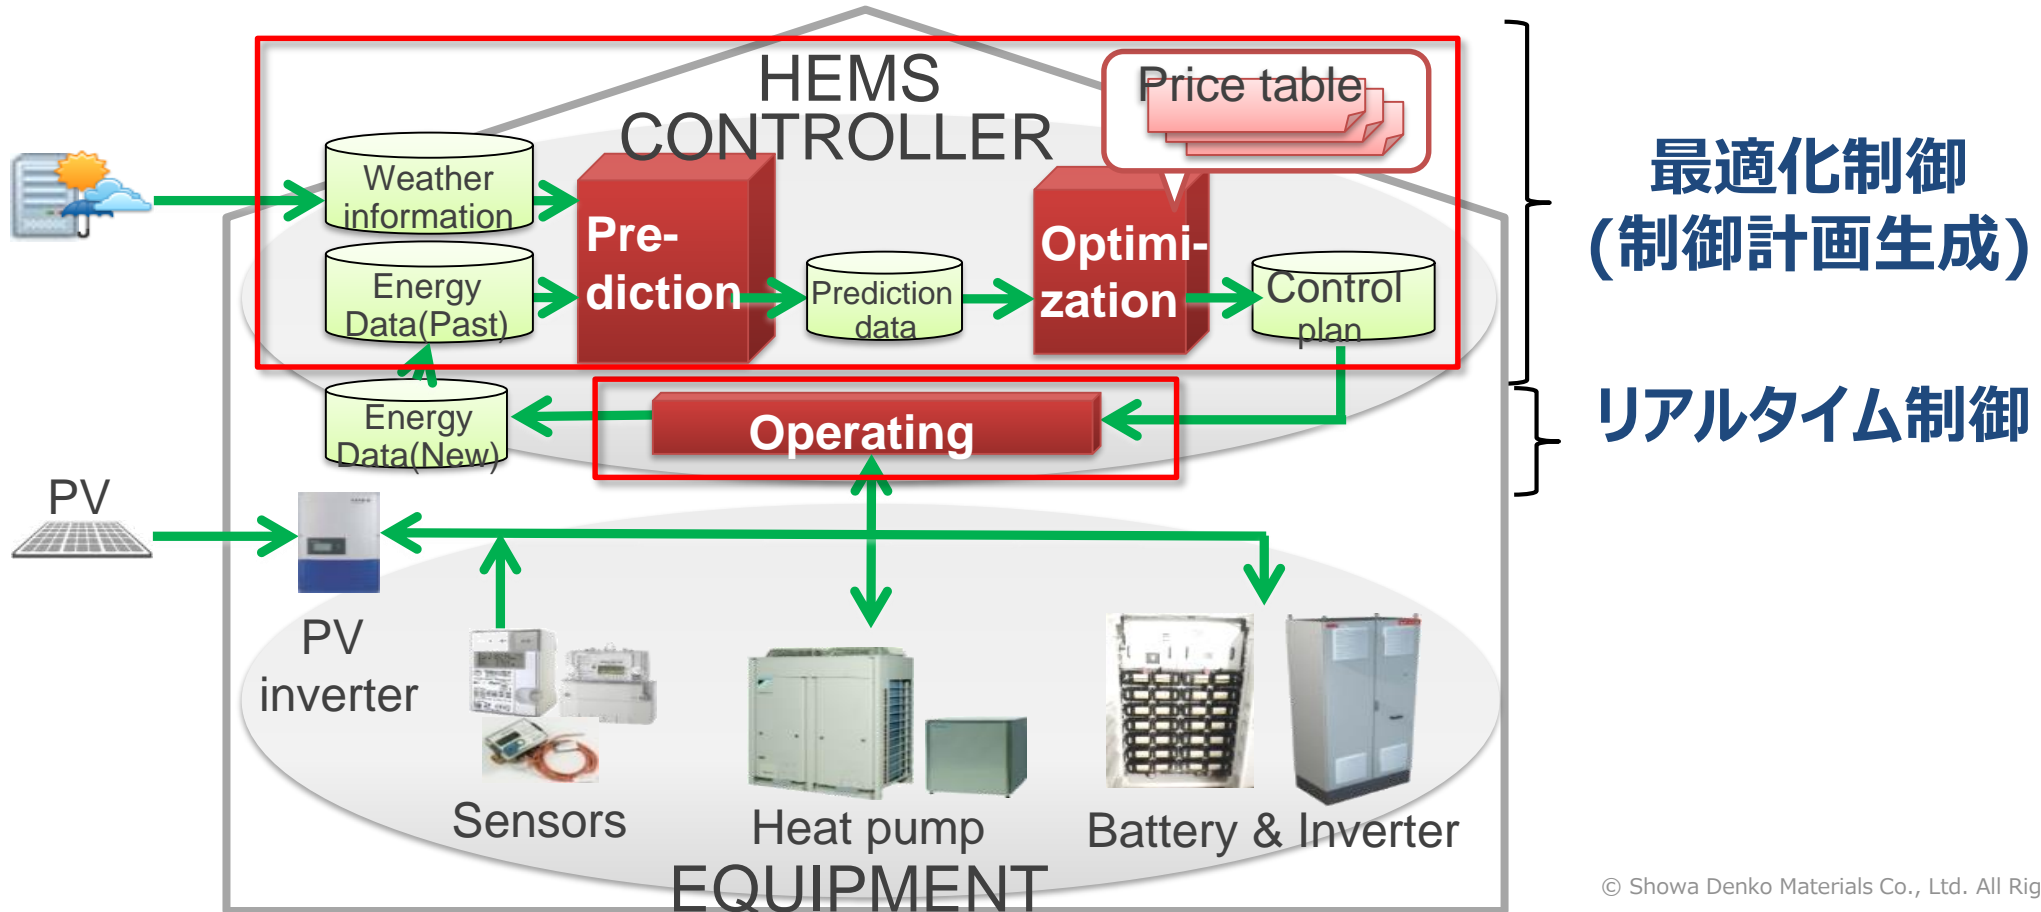 HEMS
CONTROLLER
Price table
Weather
information
Pre-
diction
Optimi-
zation
Energy
Data(Past)
Prediction
data
Control
plan
最適化制御
(制御計画生成)
Energy
Data(New)
Operating
リアルタイム制御
PV
PV
inverter
Sensors
Heat pump
Battery & Inverter
EQUIPMENT
© Showa Denko Materials Co., Ltd. All Rig